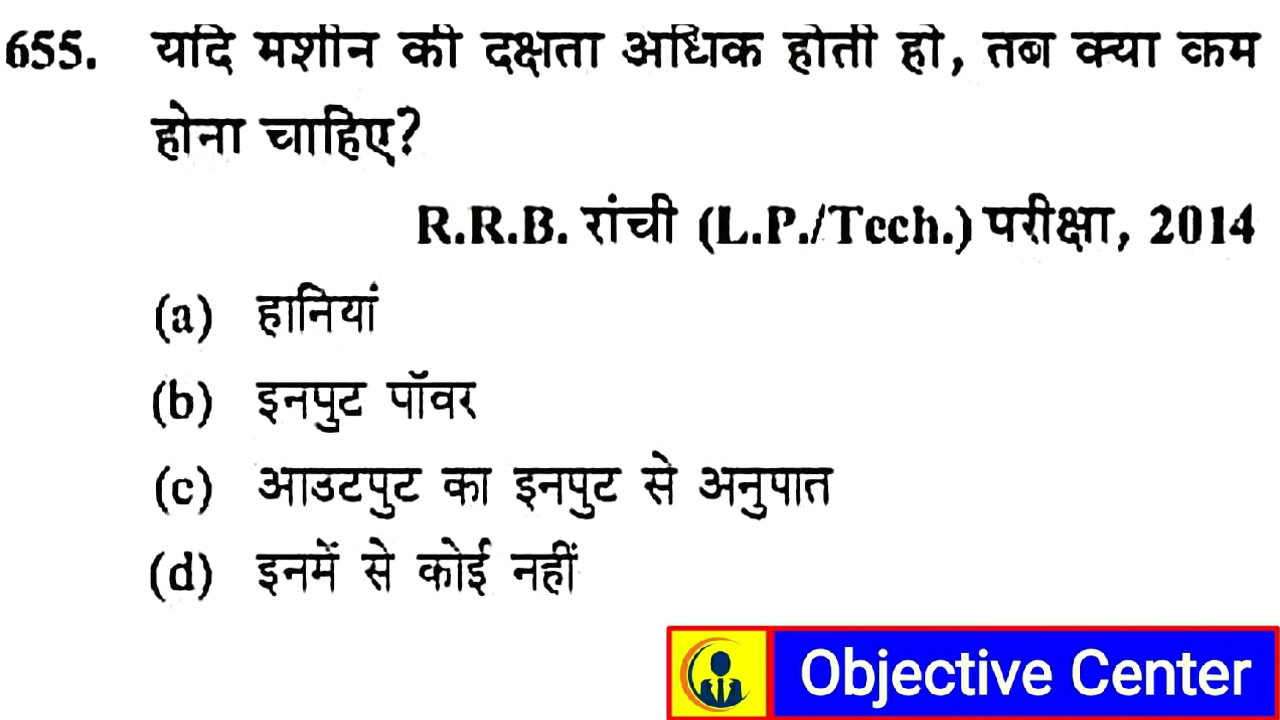 655. यदि मशीन की दक्षता अधिक होती हो, तब क्या कम
होना चाहिए?
R.R.B. रांची (L.P./Tech.) परीक्षा, 2014
(a) हानियां
(b) इनपुट पॉवर
(c) आउटपुट का इनपुट से अनुपात
(d) इनमें से कोई नहीं
Objective Center